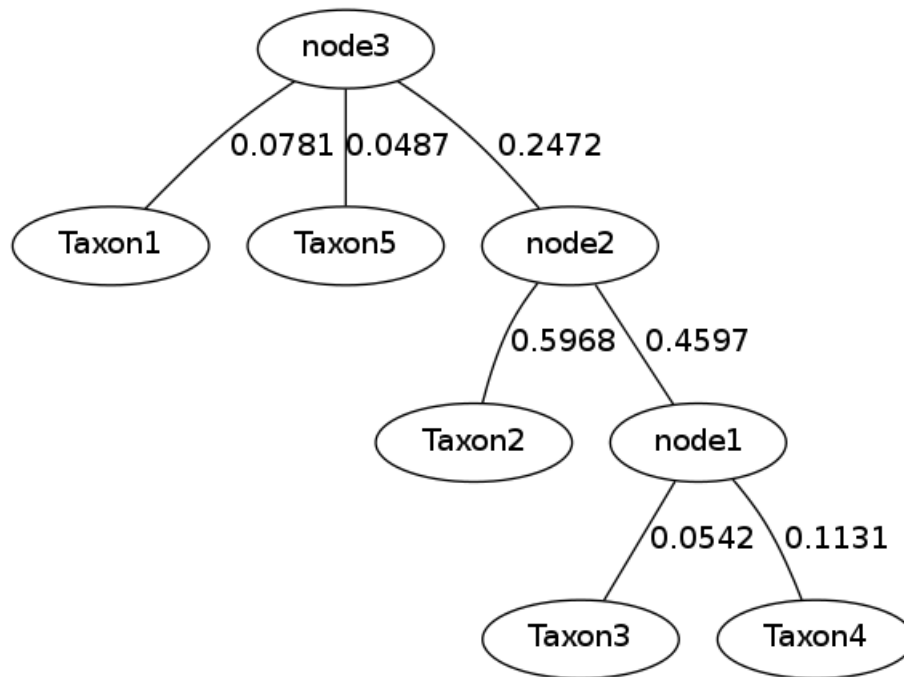 node3
0.0781 0.0487 0.2472
Taxon1 Taxon5 node2
0.5968 0.4597
Taxon2 node1
0.0542 0.1131
Taxon3 Taxon4